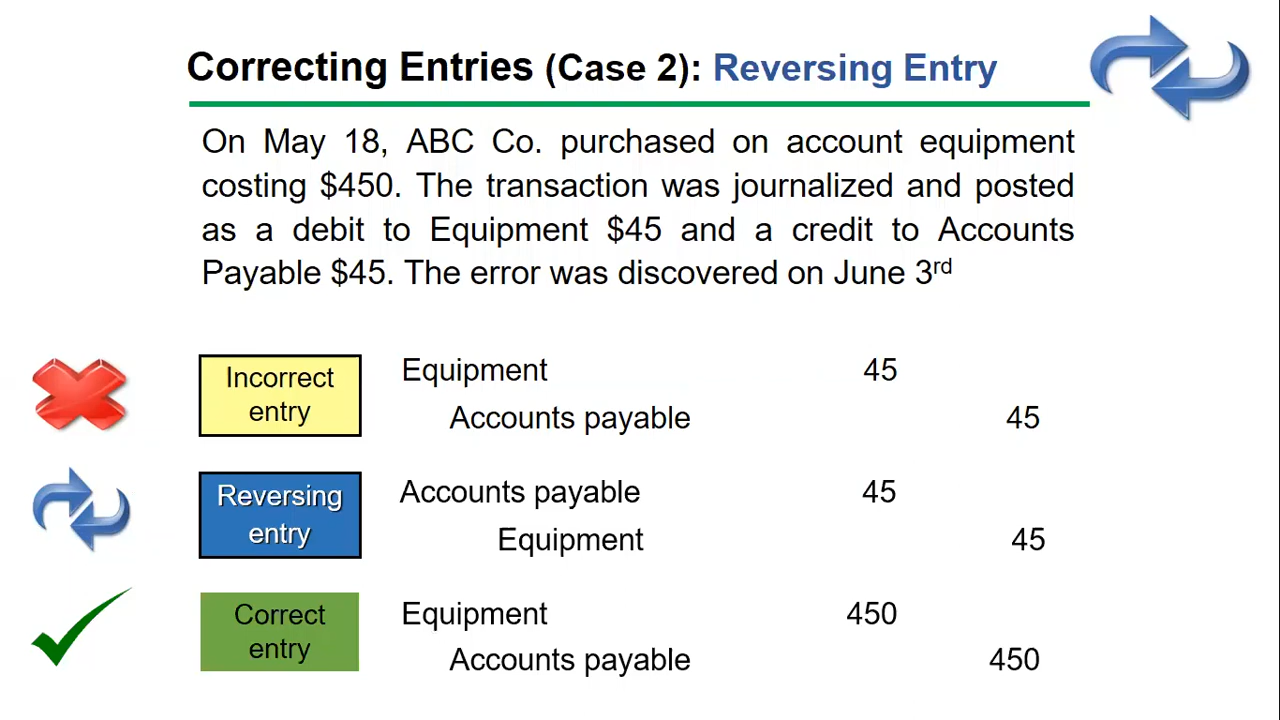 Correcting Entries (Case 2): Reversing Entry
On May 18, ABC Co. purchased on account equipment
costing $450. The transaction was journalized and posted
as a debit to Equipment $45 and a credit to Accounts
Payable $45. The error was discovered on June 3rd
Incorrect
entry
Equipment 45
Accounts payable 45
Reversing
entry
Accounts payable 45
Equipment 45
Correct
entry
Equipment 450
Accounts payable 450